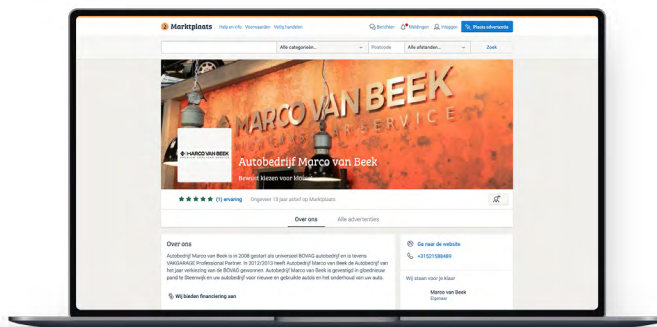 Marktplaats Help en info Voorwaarden Veilig handelen Berichten Meldingen Inloggen Plaats advertentie
Alle categorieën... Postcode Alle afstanden... Zoek
MARCO VAN BEEK
SERVICE
MARCO VAN BEEK
Autobedrijf Marco van Beek
Bewust kiezen voor
(1) ervaring Ongeveer 13 jaar actief op Marktplaats
Over ons Alle advertenties
Over ons
Autobedrijf Marco van Beek is in 2008 gestart als universeel BOVAG autobedrijf en is tevens
VAKGARAGE Professional Partner. In 2012/2013 heeft Autobedrijf Marco van Beek de Autobedrijf van
het jaar verkiezing van de BOVAG gewonnen. Autobedrijf Marco van Beek is gevestigd in gloednieuw
pand te Steenwijk en uw autobedrijf voor nieuwe en gebruikte auto's en het onderhoud van uw auto.
Wij bieden financiering aan
Ga naar de website
+31521588489
Wij staan voor je klaar
Marco van Beek
Eigenaar